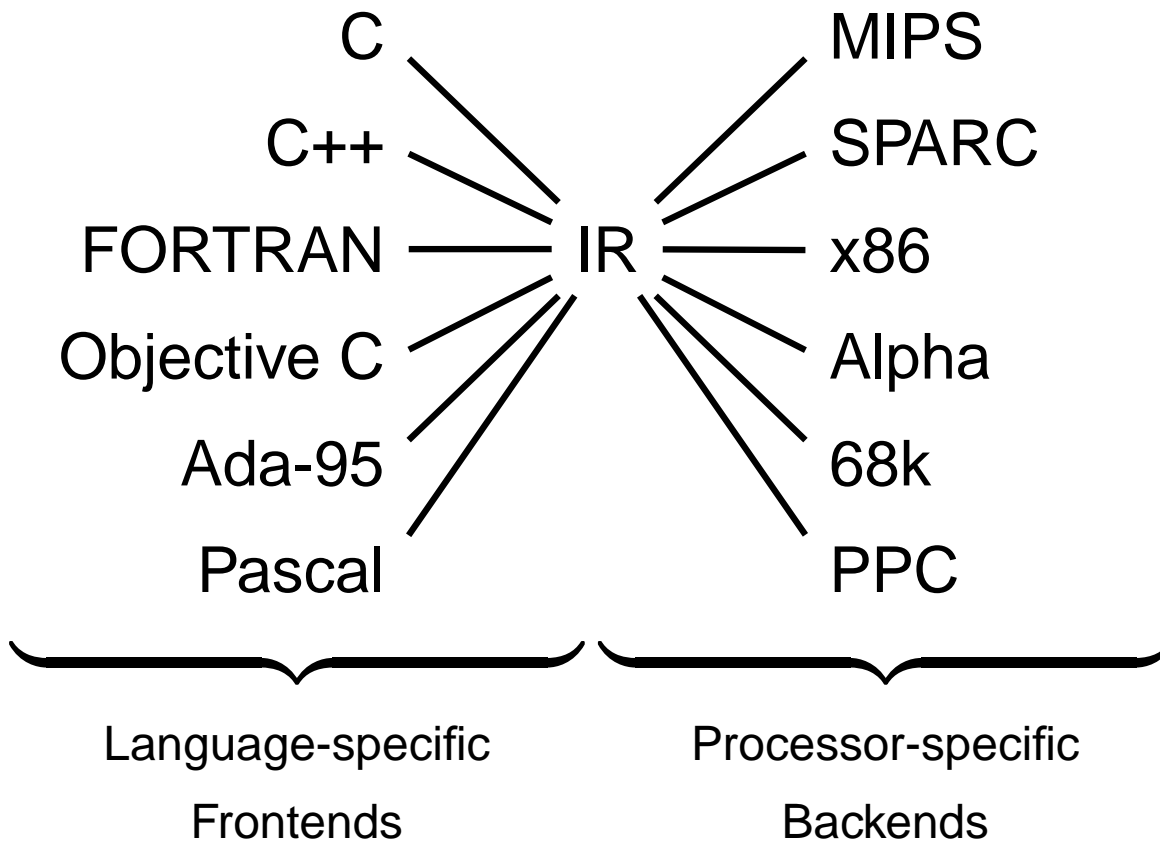 C
C++
FORTRAN
Objective C
Ada-95
Pascal
IR
MIPS
SPARC
x86
Alpha
68k
PPC
Language-specific
Frontends
Processor-specific
Backends